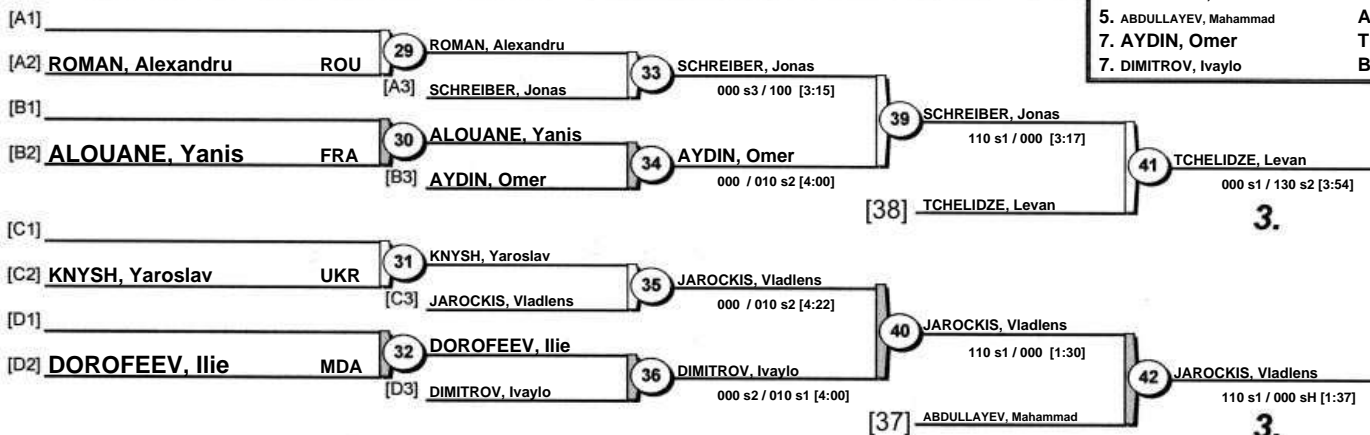 5. ABDULLAYEV, Mahammad A
7. AYDIN, Omer T
7. DIMITROV, Ivaylo B
[A1]
[A2] ROMAN, Alexandru ROU
29
ROMAN, Alexandru
[A3] SCHREIBER, Jonas
33
SCHREIBER, Jonas
000 s3 / 100 [3:15]
[B1]
[B2] ALOUANE, Yanis FRA
30
ALOUANE, Yanis
[B3] AYDIN, Omer
34
AYDIN, Omer
000 / 010 s2 [4:00]
39
SCHREIBER, Jonas
110 s1 / 000 [3:17]
[38] TCHELIDZE, Levan
41
TCHELIDZE, Levan
000 s1 / 130 s2 [3:54]
3.
[C1]
[C2] KNYSH, Yaroslav UKR
31
KNYSH, Yaroslav
[C3] JAROCKIS, Vladlens
35
JAROCKIS, Vladlens
000 / 010 s2 [4:22]
[D1]
[D2] DOROFEEV, Ilie MDA
32
DOROFEEV, Ilie
[D3] DIMITROV, Ivaylo
36
DIMITROV, Ivaylo
000 s2 / 010 s1 [4:00]
40
JAROCKIS, Vladlens
110 s1 / 000 [1:30]
[37] ABDULLAYEV, Mahammad
42
JAROCKIS, Vladlens
110 s1 / 000 sH [1:37]
3.